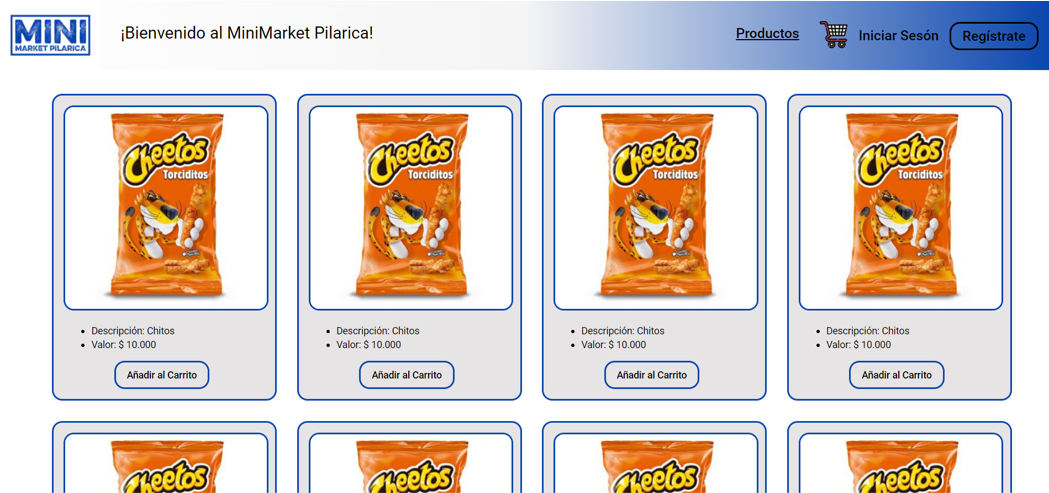 MINI
MARKET PILARICA
¡Bienvenido al MiniMarket Pilarica!
Productos
Iniciar Sesón
Regístrate
Cheetos
Torciditos
Cheetos
Torciditos
Cheetos
Torciditos
Cheetos
Torciditos
Descripción: Chitos
Valor: $ 10.000
Añadir al Carrito
Descripción: Chitos
Valor: $ 10.000
Añadir al Carrito
Descripción: Chitos
Valor: $ 10.000
Añadir al Carrito
Descripción: Chitos
Valor: $ 10.000
Añadir al Carrito
Cheetos
Cheetos
Cheetos
Cheetos